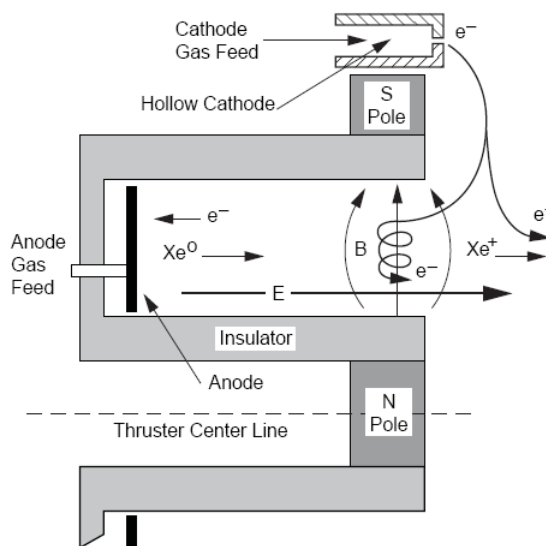 Cathode
Gas Feed
e⁻
Hollow Cathode
S
Pole
e⁻
e⁻
Anode
Gas
Feed
Xe⁰
B
e⁻
Xe⁺
E
Insulator
Anode
N
Pole
Thruster Center Line